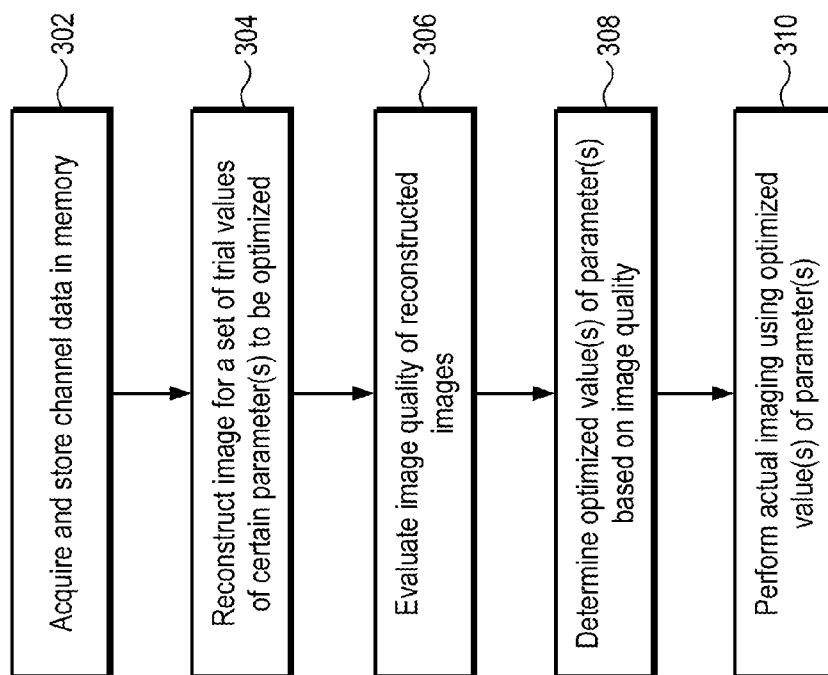 Acquire and store channel data in memory
302
Reconstruct image for a set of trial values
of certain parameter(s) to be optimized
304
Evaluate image quality of reconstructed
images
306
Determine optimized value(s) of parameter(s)
based on image quality
308
Perform actual imaging using optimized
value(s) of parameter(s)
310